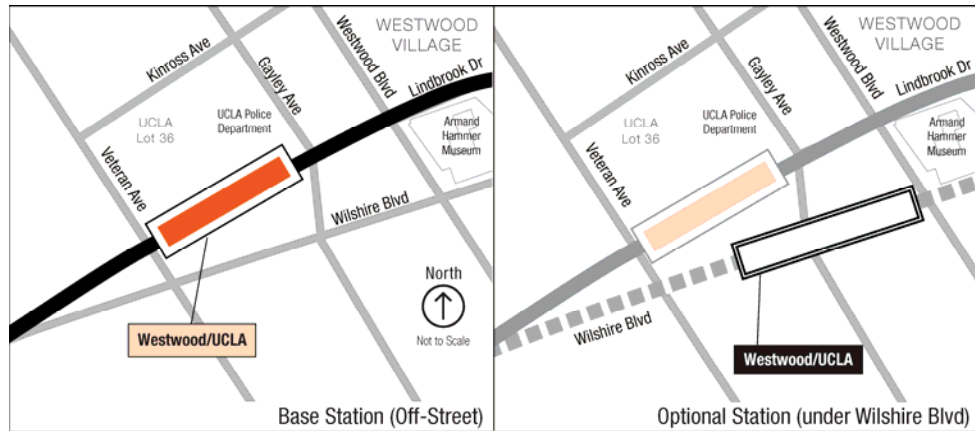 WESTWOOD
VILLAGE
Kinross Ave
Gayley Ave
Westwood Blvd
Lindbrook Dr
UCLA
Lot 36
UCLA Police
Department
Armand
Hammer
Museum
Veteran Ave
Wilshire Blvd
North
Not to Scale
Westwood/UCLA
Base Station (Off-Street)
WESTWOOD
VILLAGE
Kinross Ave
Gayley Ave
Westwood Blvd
Lindbrook Dr
UCLA
Lot 36
UCLA Police
Department
Armand
Hammer
Museum
Veteran Ave
Wilshire Blvd
Westwood/UCLA
Optional Station (under Wilshire Blvd)